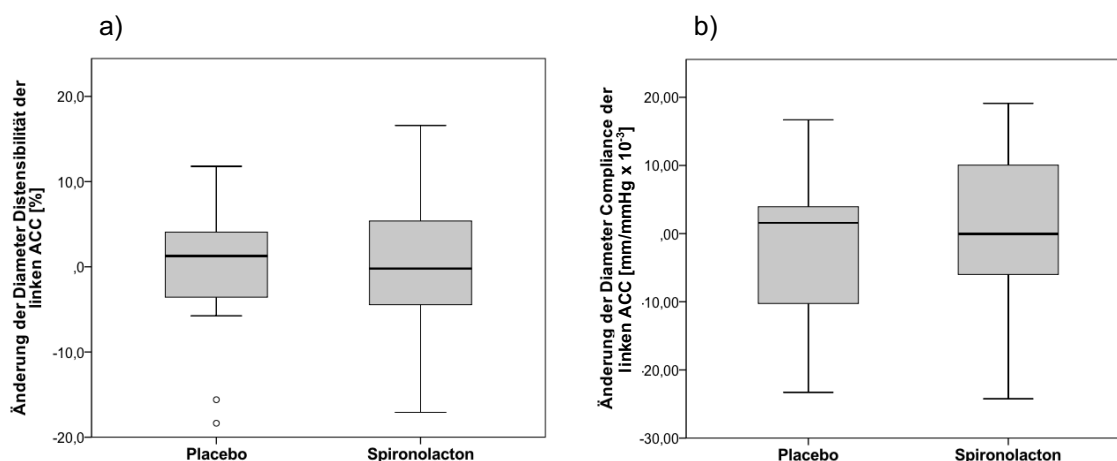 a)
Änderung der Diameter Distensibilität der
linken ACC [%]
20,0
10,0
,0
-10,0
-20,0
Placebo
Spironolacton
b)
Änderung der Diameter Compliance der
linken ACC [mm/mmHg x 10-3)
20,00
10,00
,00
-10,00
-20,00
-30,00
Placebo
Spironolacton